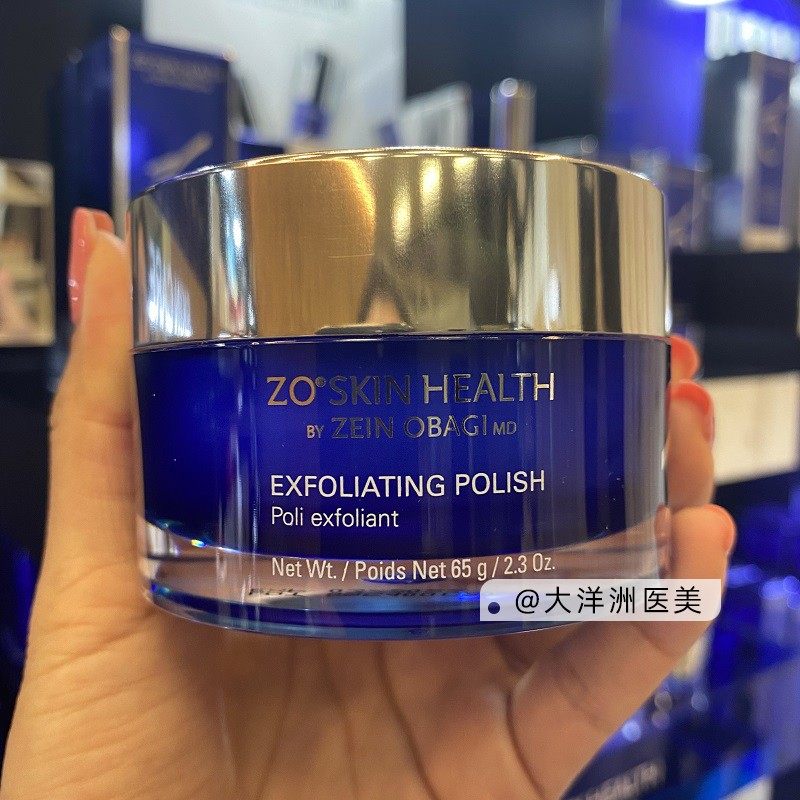 ZO® SKIN HEALTH
BY ZEIN OBAGI MD
EXFOLIATING POLISH
Poli exfoliant
Net Wt. / Poids Net 65 g / 2.3 Oz.
@大洋洲医美